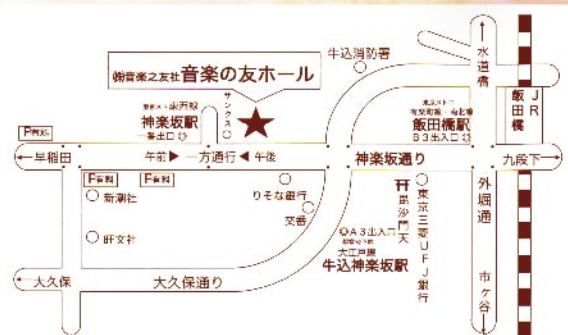 ㈱音楽之友社 音楽の友ホール
牛込消防署
水道橋
JR
飯田橋
東京メトロ 東西線
神楽坂駅
一番出口
サンクス
東京メトロ
有楽町線・南北線
飯田橋駅
B3出入口
P有料
早稲田
午前▶一方通行◀午後
神楽坂通り
九段下
P有料
P有料
新潮社
りそな銀行
交番
毘沙門天
東京三菱UFJ銀行
外堀通
旺文社
A3出入口
大江戸線
牛込神楽坂駅
大久保
大久保通り
市ヶ谷